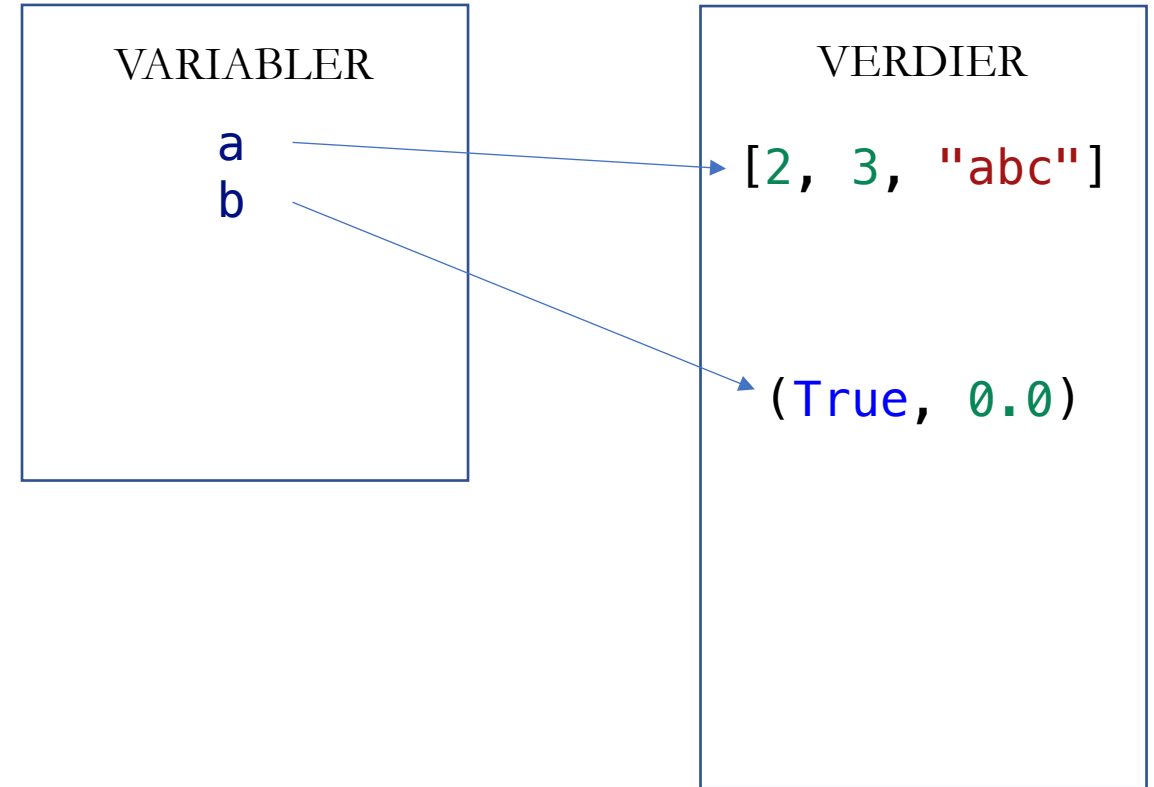 VARIABLER
a
b
VERDIER
[2, 3, "abc"]
(True, 0.0)